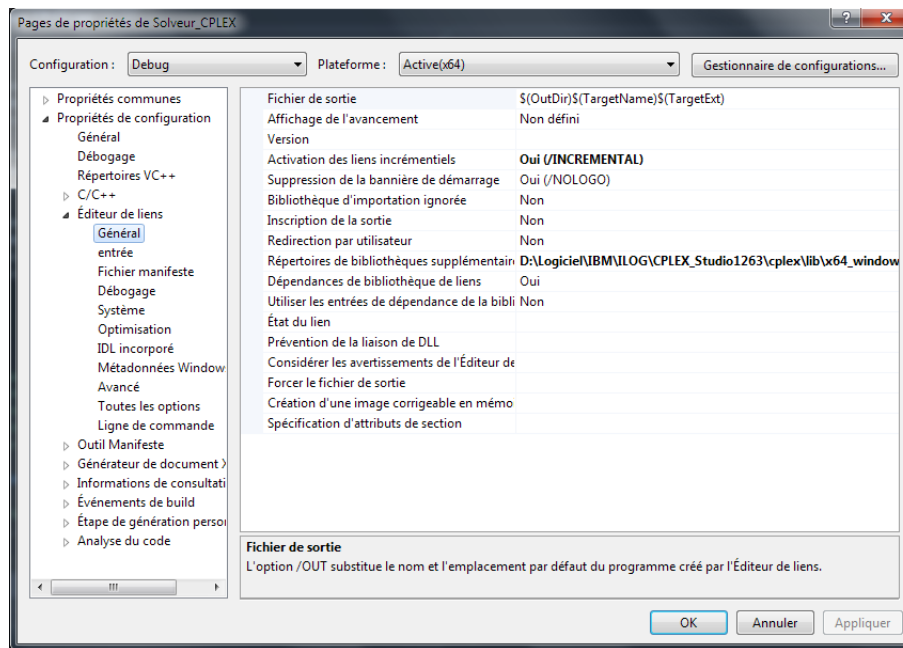 Pages de propriétés de Solveur_CPLEX
Configuration : Debug Plateforme : Active(x64) Gestionnaire de configurations...
Propriétés communes
Propriétés de configuration
Général
Débogage
Répertoires VC++
C/C++
Éditeur de liens
Général
entrée
Fichier manifeste
Débogage
Système
Optimisation
IDL incorporé
Métadonnées Window
Avancé
Toutes les options
Ligne de commande
Outil Manifeste
Générateur de document X
Informations de consultati
Événements de build
Étape de génération person
Analyse du code
Fichier de sortie $(OutDir)$(TargetName)$(TargetExt)
Affichage de l'avancement Non défini
Version
Activation des liens incrémentiels Oui (/INCREMENTAL)
Suppression de la bannière de démarrage Oui (/NOLOGO)
Bibliothèque d'importation ignorée Non
Inscription de la sortie Non
Redirection par utilisateur Non
Répertoires de bibliothèques supplémentair D:\Logiciel\IBM\ILOG\CPLEX_Studio1263\cplex\lib\x64_window
Dépendances de bibliothèque de liens Oui
Utiliser les entrées de dépendance de la bibli Non
État du lien
Prévention de la liaison de DLL
Considérer les avertissements de l'Éditeur de
Forcer le fichier de sortie
Création d'une image corrigeable en mémo
Spécification d'attributs de section
Fichier de sortie
L'option /OUT substitue le nom et l'emplacement par défaut du programme créé par l'Éditeur de liens.
OK Annuler Appliquer